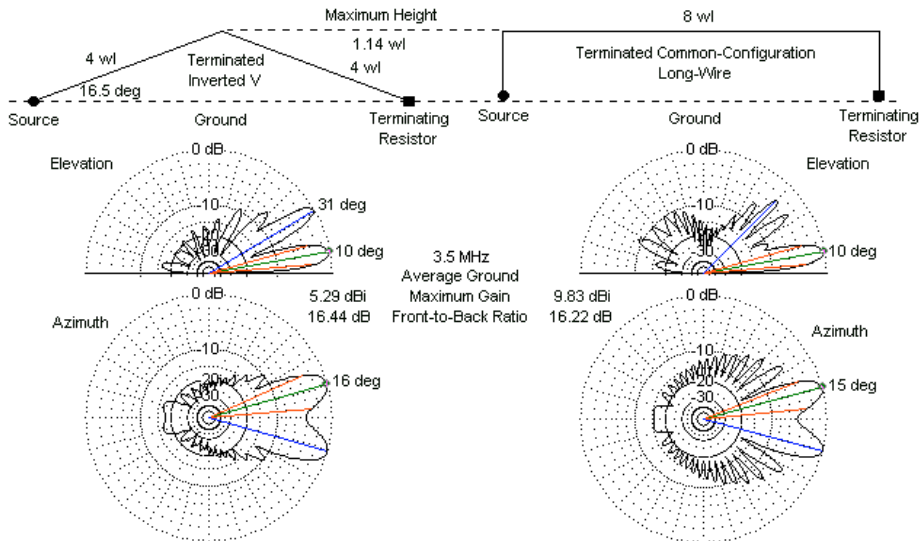 Maximum Height
8 wl
4 wl
1.14 wl
Terminated
Inverted V
4 wl
Terminated Common-Configuration
Long-Wire
16.5 deg
Source
Ground
Terminating
Resistor
Source
Ground
Terminating
Resistor
Elevation
0 dB
-10
20
30
31 deg
10 deg
0 dB
Elevation
-10
20
30
10 deg
3.5 MHz
Average Ground
5.29 dBi Maximum Gain 9.83 dBi
16.44 dB Front-to-Back Ratio 16.22 dB
0 dB
Azimuth
-10
20
30
16 deg
0 dB
Azimuth
-10
20
30
15 deg